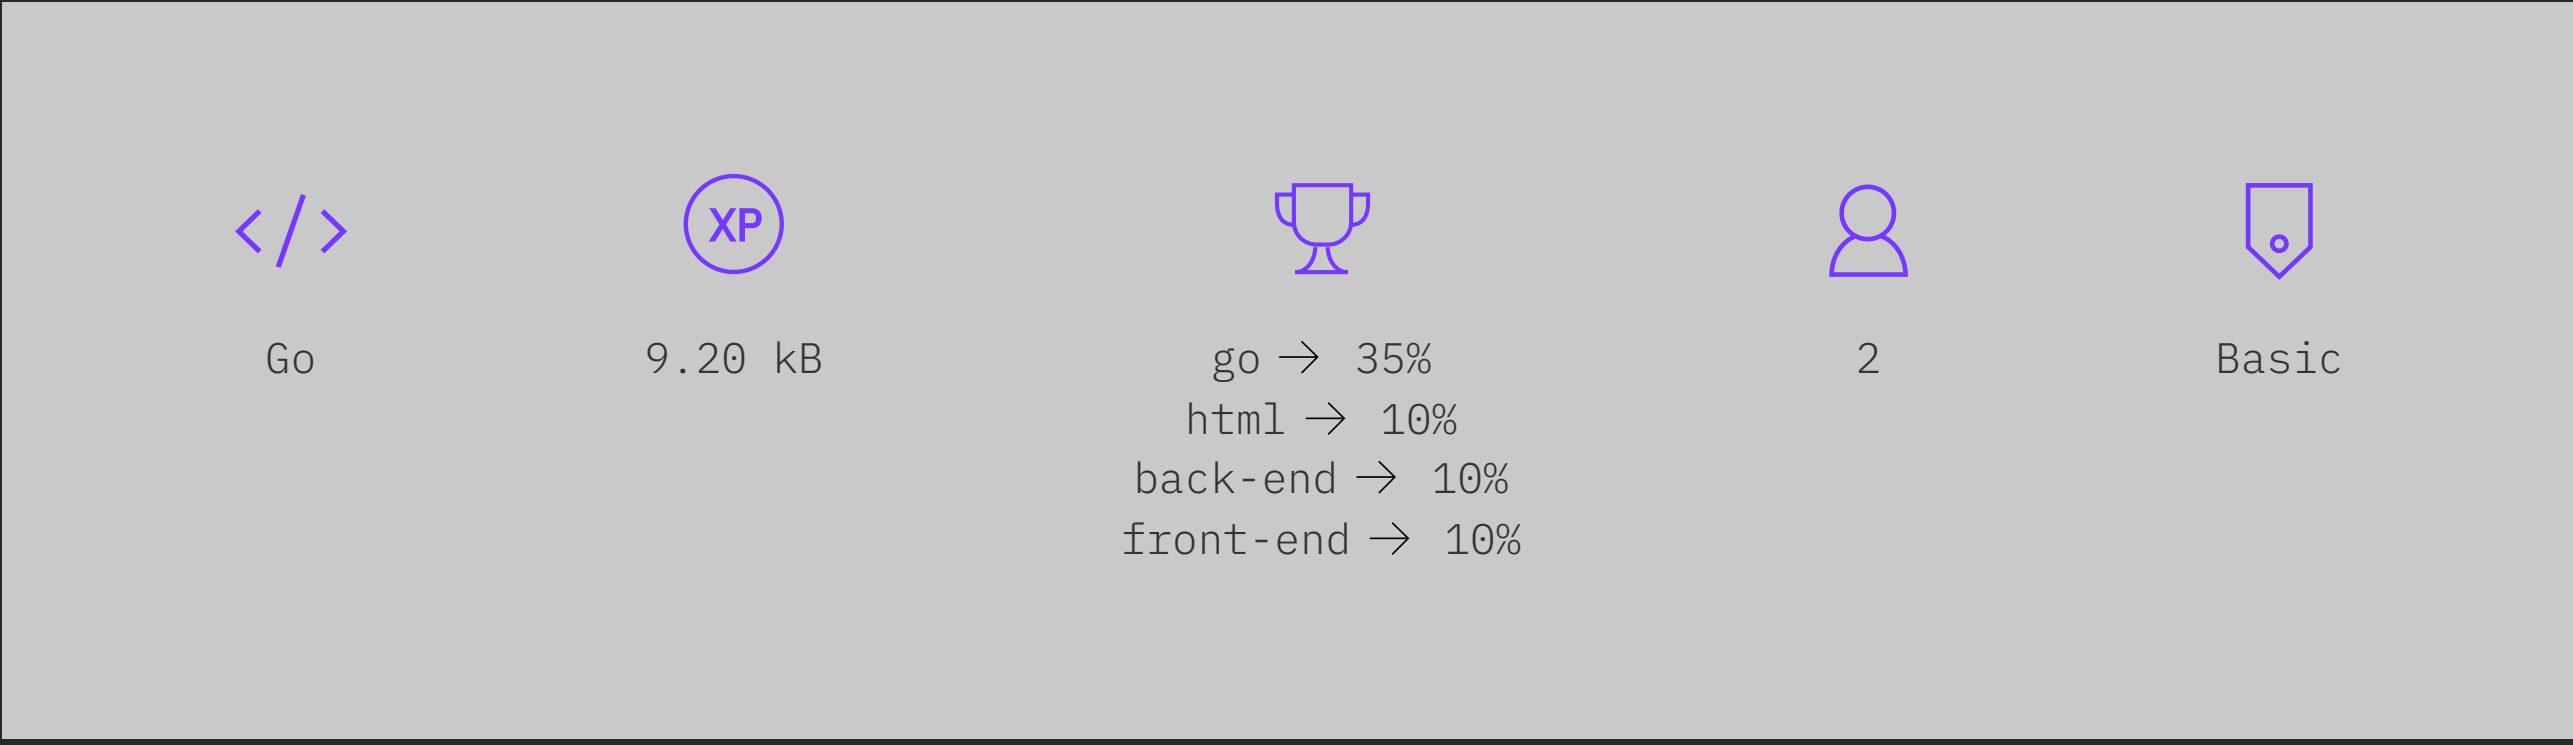 XP
Go
9.20 kB
go → 35%
html → 10%
back-end → 10%
front-end → 10%
2
Basic